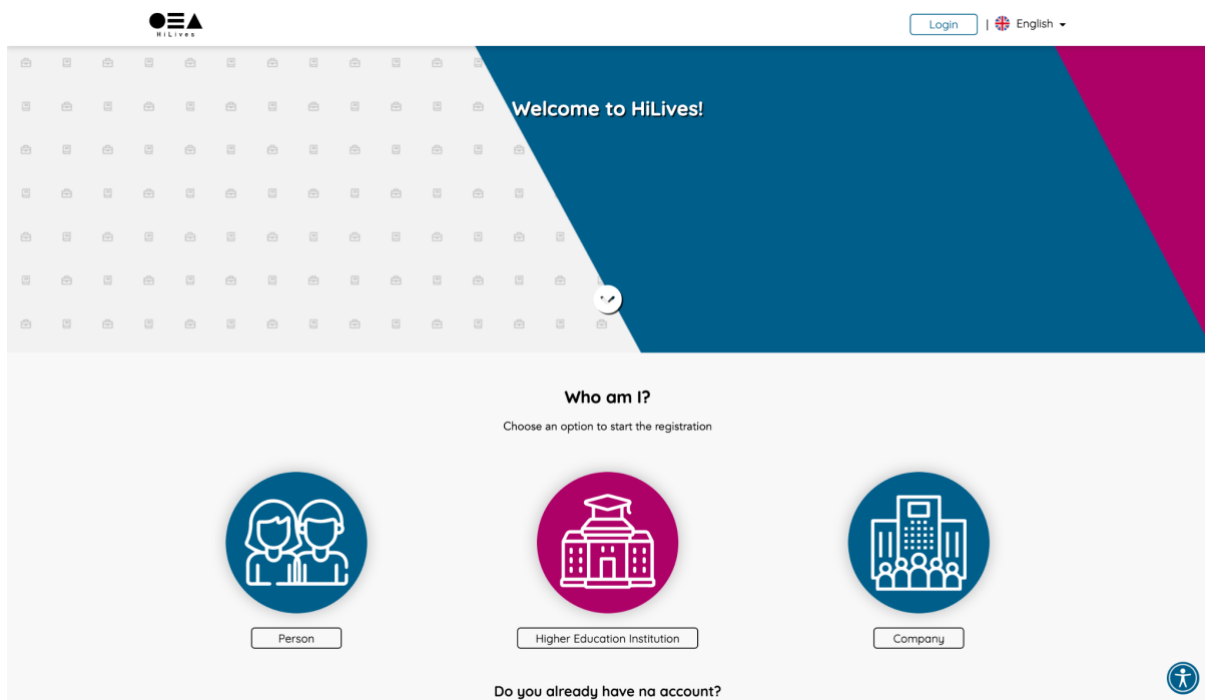 HiLives
Login | English
Welcome to HiLives!
Who am I?
Choose an option to start the registration
Person
Higher Education Institution
Company
Do you already have na account?